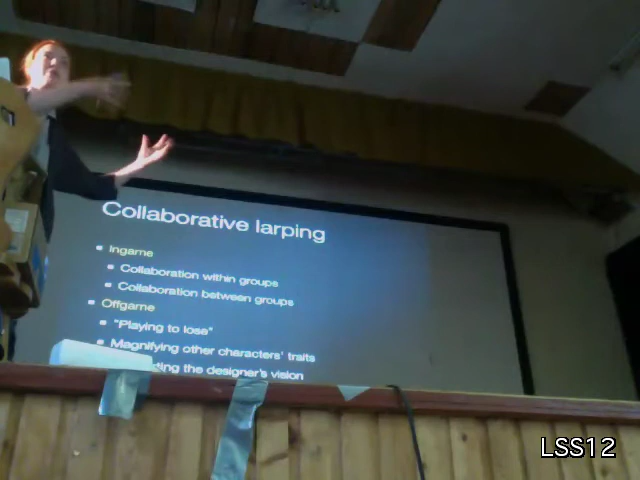 Collaborative larping
Ingame
Collaboration within groups
Collaboration between groups
Offgame
"Playing to lose"
Magnifying other characters' traits
the designer's vision
LSS12